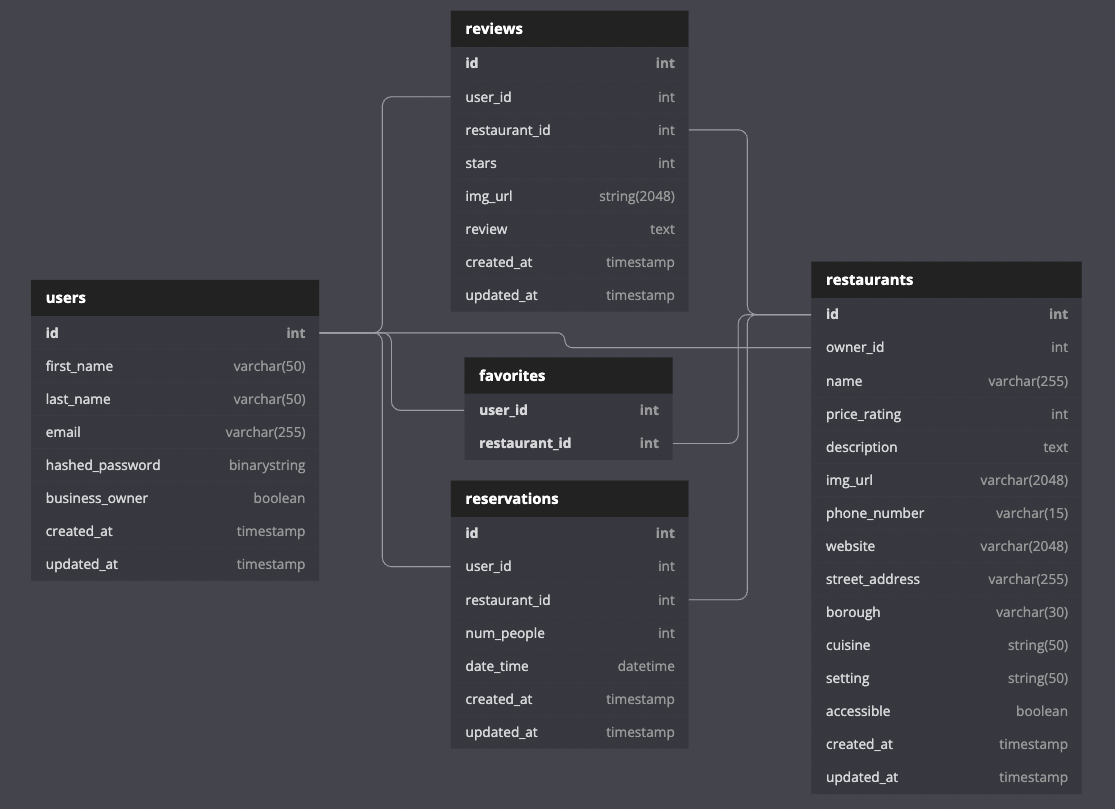 reviews
id int
user_id int
restaurant_id int
stars int
img_url string(2048)
review text
created_at timestamp
updated_at timestamp
users
id int
first_name varchar(50)
last_name varchar(50)
email varchar(255)
hashed_password binarystring
business_owner boolean
created_at timestamp
updated_at timestamp
favorites
user_id int
restaurant_id int
reservations
id int
user_id int
restaurant_id int
num_people int
date_time datetime
created_at timestamp
updated_at timestamp
restaurants
id int
owner_id int
name varchar(255)
price_rating int
description text
img_url varchar(2048)
phone_number varchar(15)
website varchar(2048)
street_address varchar(255)
borough varchar(30)
cuisine string(50)
setting string(50)
accessible boolean
created_at timestamp
updated_at timestamp